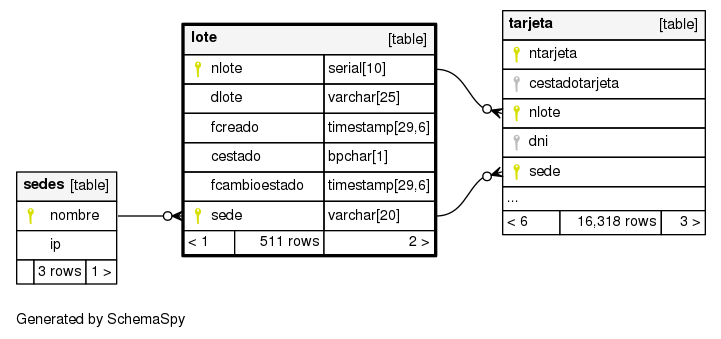 lote [table]
nlote serial[10]
dlote varchar[25]
fcreado timestamp[29,6]
cestado bpchar[1]
fcambioestado timestamp[29,6]
sede varchar[20]
< 1 511 rows 2 >
tarjeta [table]
ntarjeta
cestadotarjeta
nlote
dni
sede
...
< 6 16,318 rows 3 >
sedes [table]
nombre
ip
3 rows 1 >
Generated by SchemaSpy